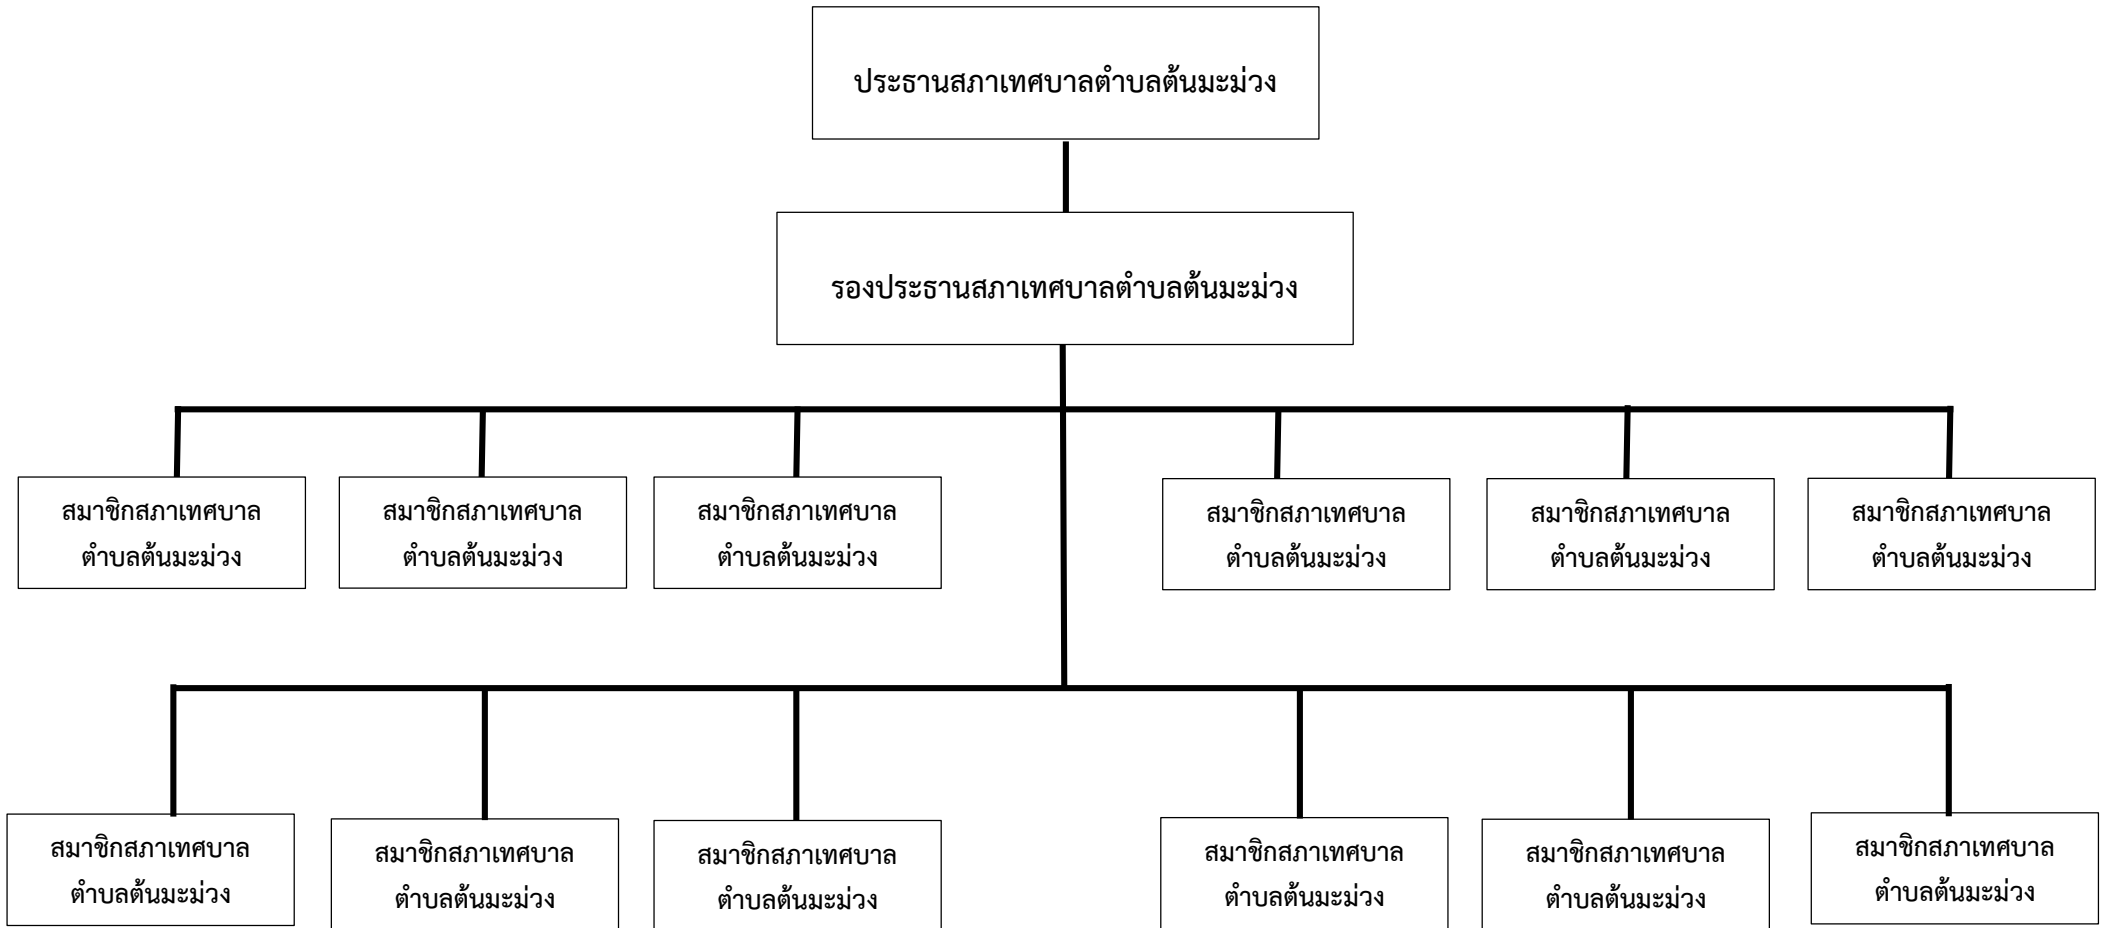 ประธานสภาเทศบาลตำบลต้นมะม่วง
รองประธานสภาเทศบาลตำบลต้นมะม่วง
สมาชิกสภาเทศบาล
ตำบลต้นมะม่วง
สมาชิกสภาเทศบาล
ตำบลต้นมะม่วง
สมาชิกสภาเทศบาล
ตำบลต้นมะม่วง
สมาชิกสภาเทศบาล
ตำบลต้นมะม่วง
สมาชิกสภาเทศบาล
ตำบลต้นมะม่วง
สมาชิกสภาเทศบาล
ตำบลต้นมะม่วง
สมาชิกสภาเทศบาล
ตำบลต้นมะม่วง
สมาชิกสภาเทศบาล
ตำบลต้นมะม่วง
สมาชิกสภาเทศบาล
ตำบลต้นมะม่วง
สมาชิกสภาเทศบาล
ตำบลต้นมะม่วง
สมาชิกสภาเทศบาล
ตำบลต้นมะม่วง
สมาชิกสภาเทศบาล
ตำบลต้นมะม่วง